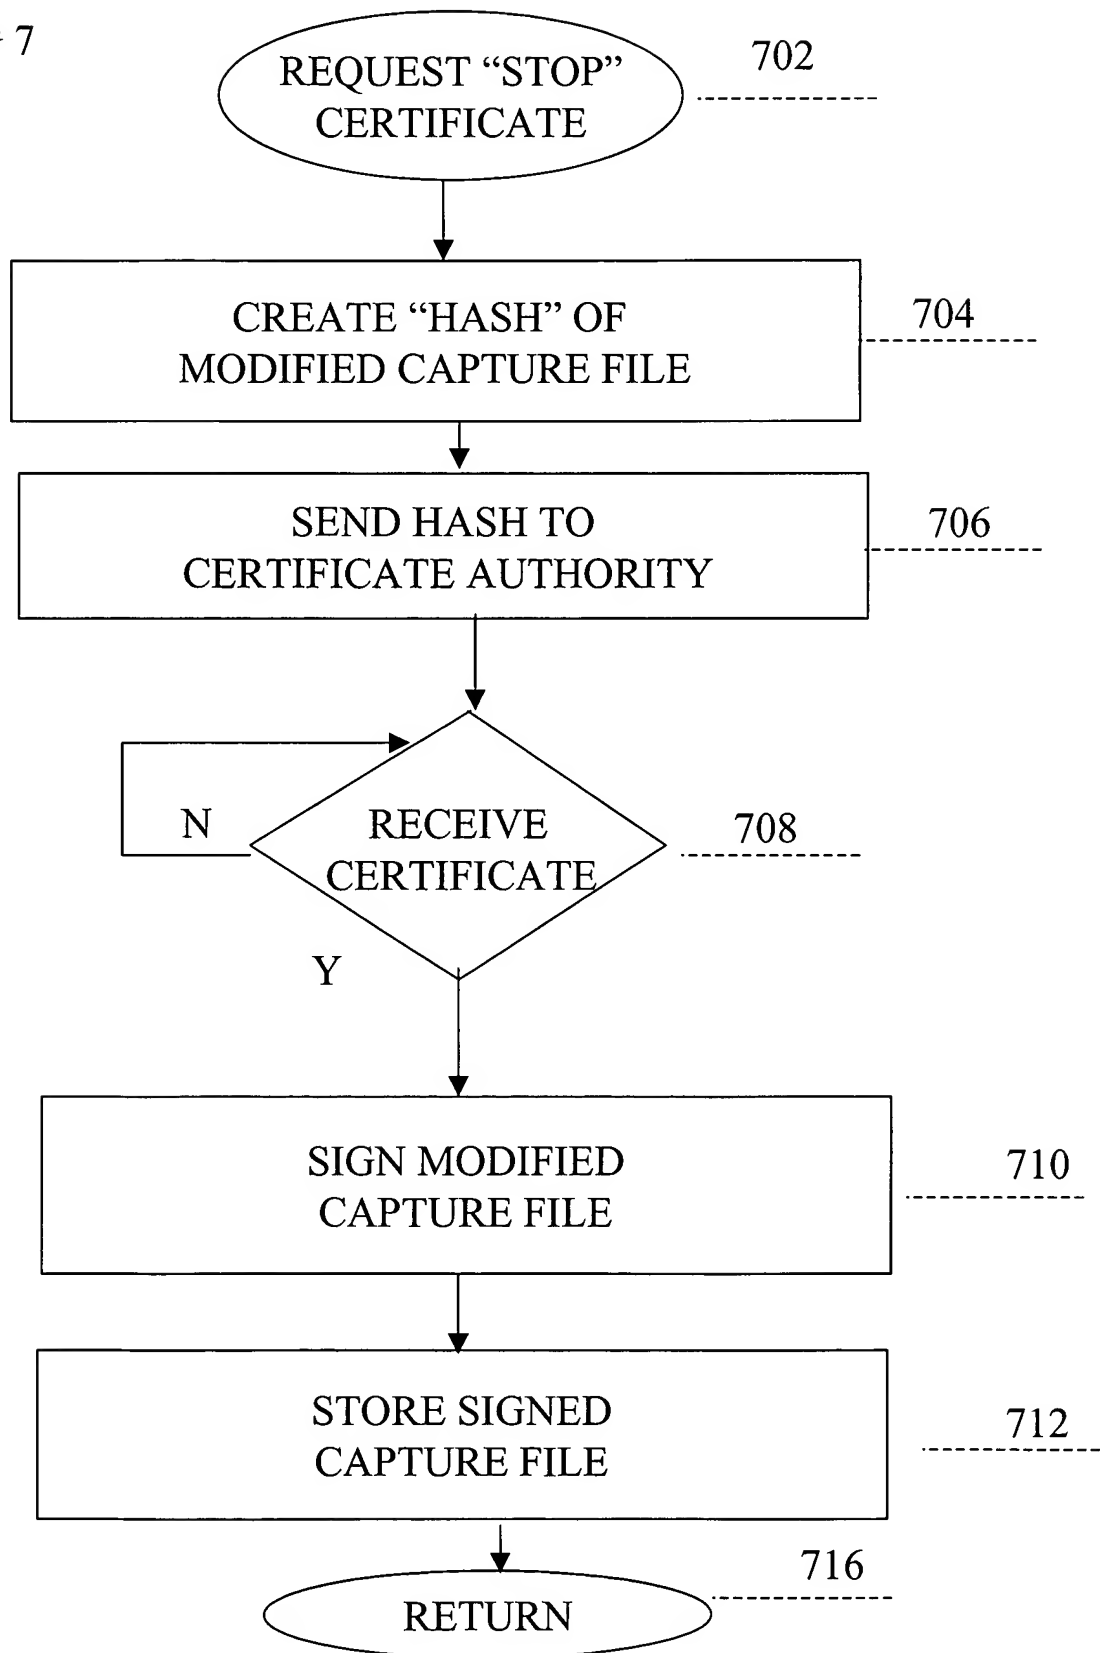 7
REQUEST “STOP”
CERTIFICATE
702
CREATE “HASH” OF
MODIFIED CAPTURE FILE
704
SEND HASH TO
CERTIFICATE AUTHORITY
706
N
RECEIVE
CERTIFICATE
708
Y
SIGN MODIFIED
CAPTURE FILE
710
STORE SIGNED
CAPTURE FILE
712
RETURN
716